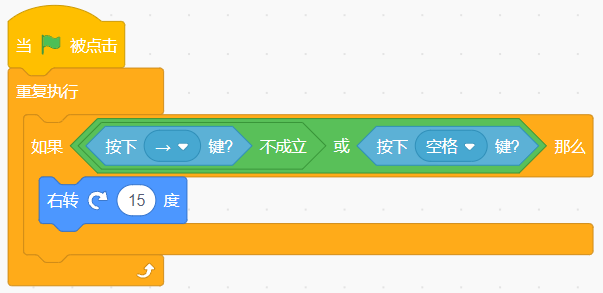 当 被点击
重复执行
如果 按下 → 键? 不成立 或 按下 空格 键? 那么
右转 15 度